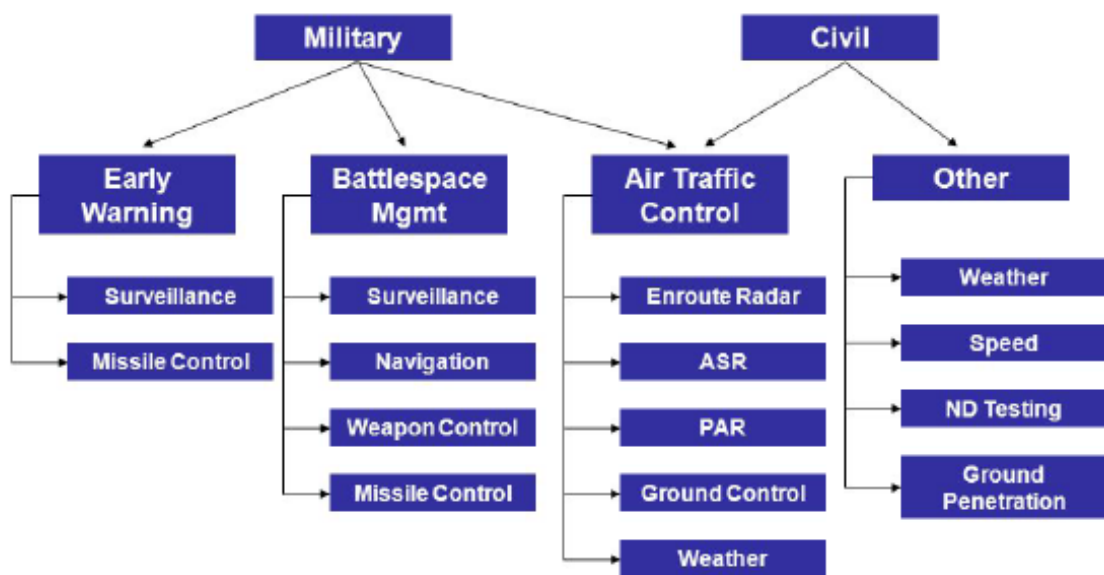 Military
Civil
Early
Warning
Battlespace
Mgmt
Air Traffic
Control
Other
Surveillance
Missile Control
Surveillance
Navigation
Weapon Control
Missile Control
Enroute Radar
ASR
PAR
Ground Control
Weather
Weather
Speed
ND Testing
Ground
Penetration